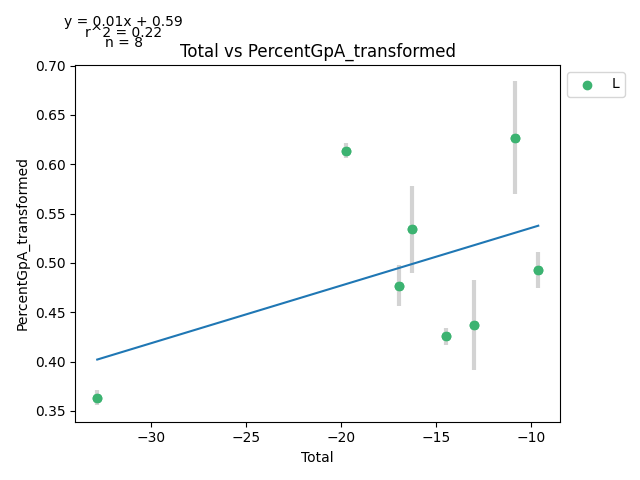 y = 0.01x + 0.59
r^2 = 0.22
n = 8
Total vs PercentGpA_transformed
L
PercentGpA_transformed
0.70
0.65
0.60
0.55
0.50
0.45
0.40
0.35
−30
−25
−20
−15
−10
Total